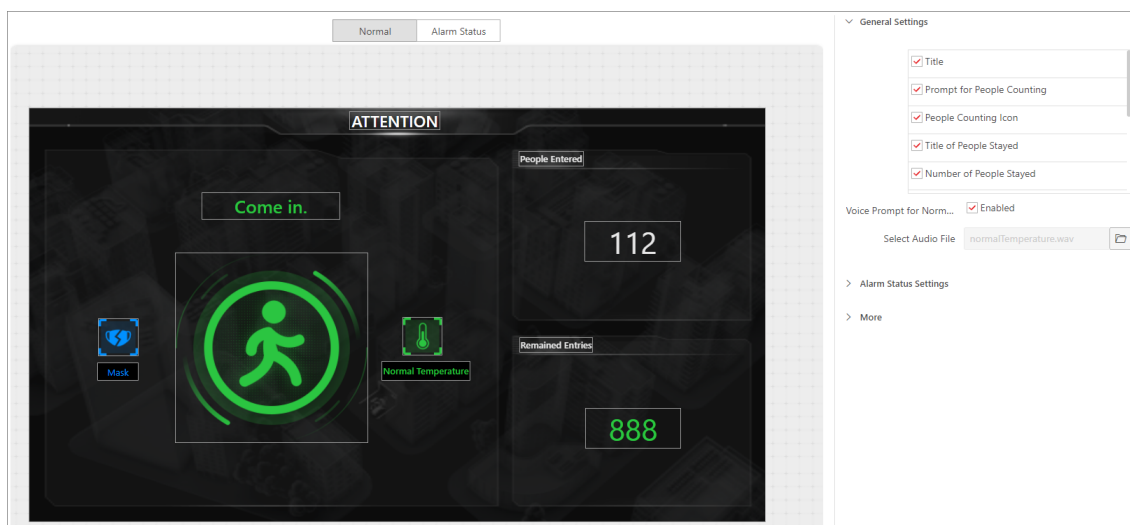 Normal
Alarm Status
ATTENTION
Come in.
Mask
Normal Temperature
People Entered
112
Remained Entries
888
General Settings
Title
Prompt for People Counting
People Counting Icon
Title of People Stayed
Number of People Stayed
Voice Prompt for Norm... Enabled
Select Audio File normalTemperature.wav
Alarm Status Settings
More